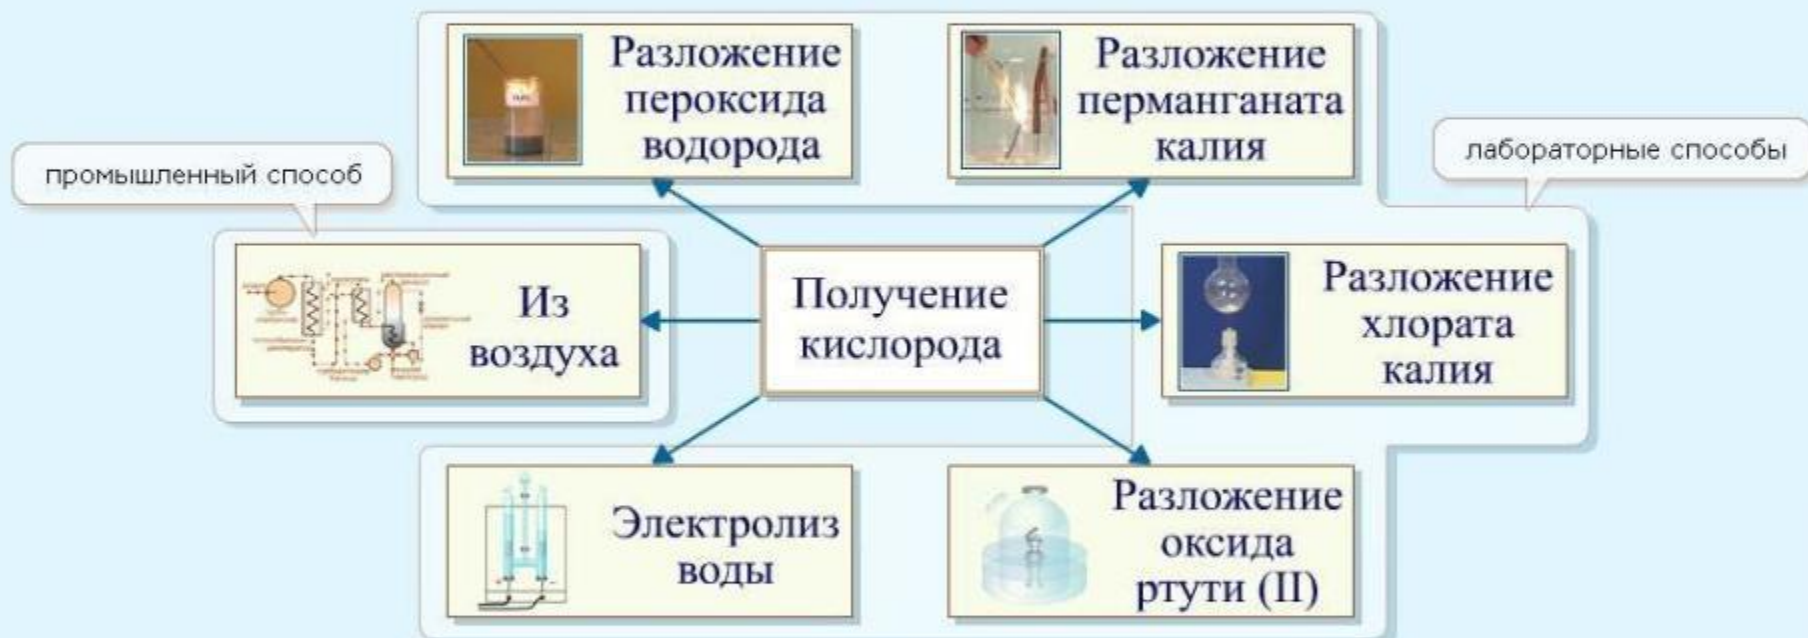 Разложение
пероксида
водорода
Разложение
перманганата
калия
промышленный способ
лабораторные способы
Из
воздуха
Получение
кислорода
Разложение
хлората
калия
Электролиз
воды
Разложение
оксида
ртути (II)